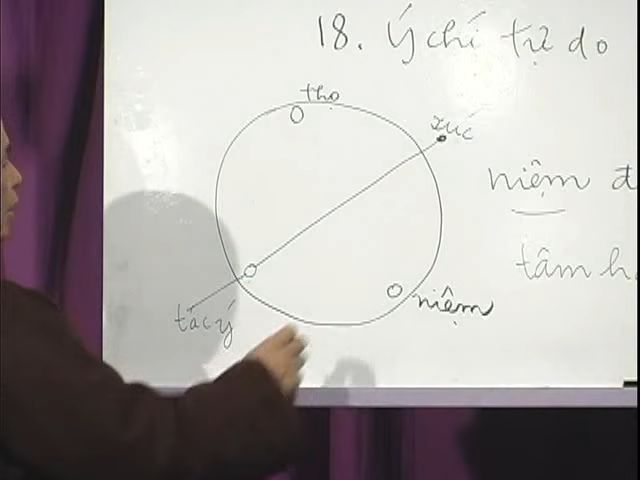 18. Ý chí tự do
thọ
xúc
niệm đ
tâm h
niệm
tác ý